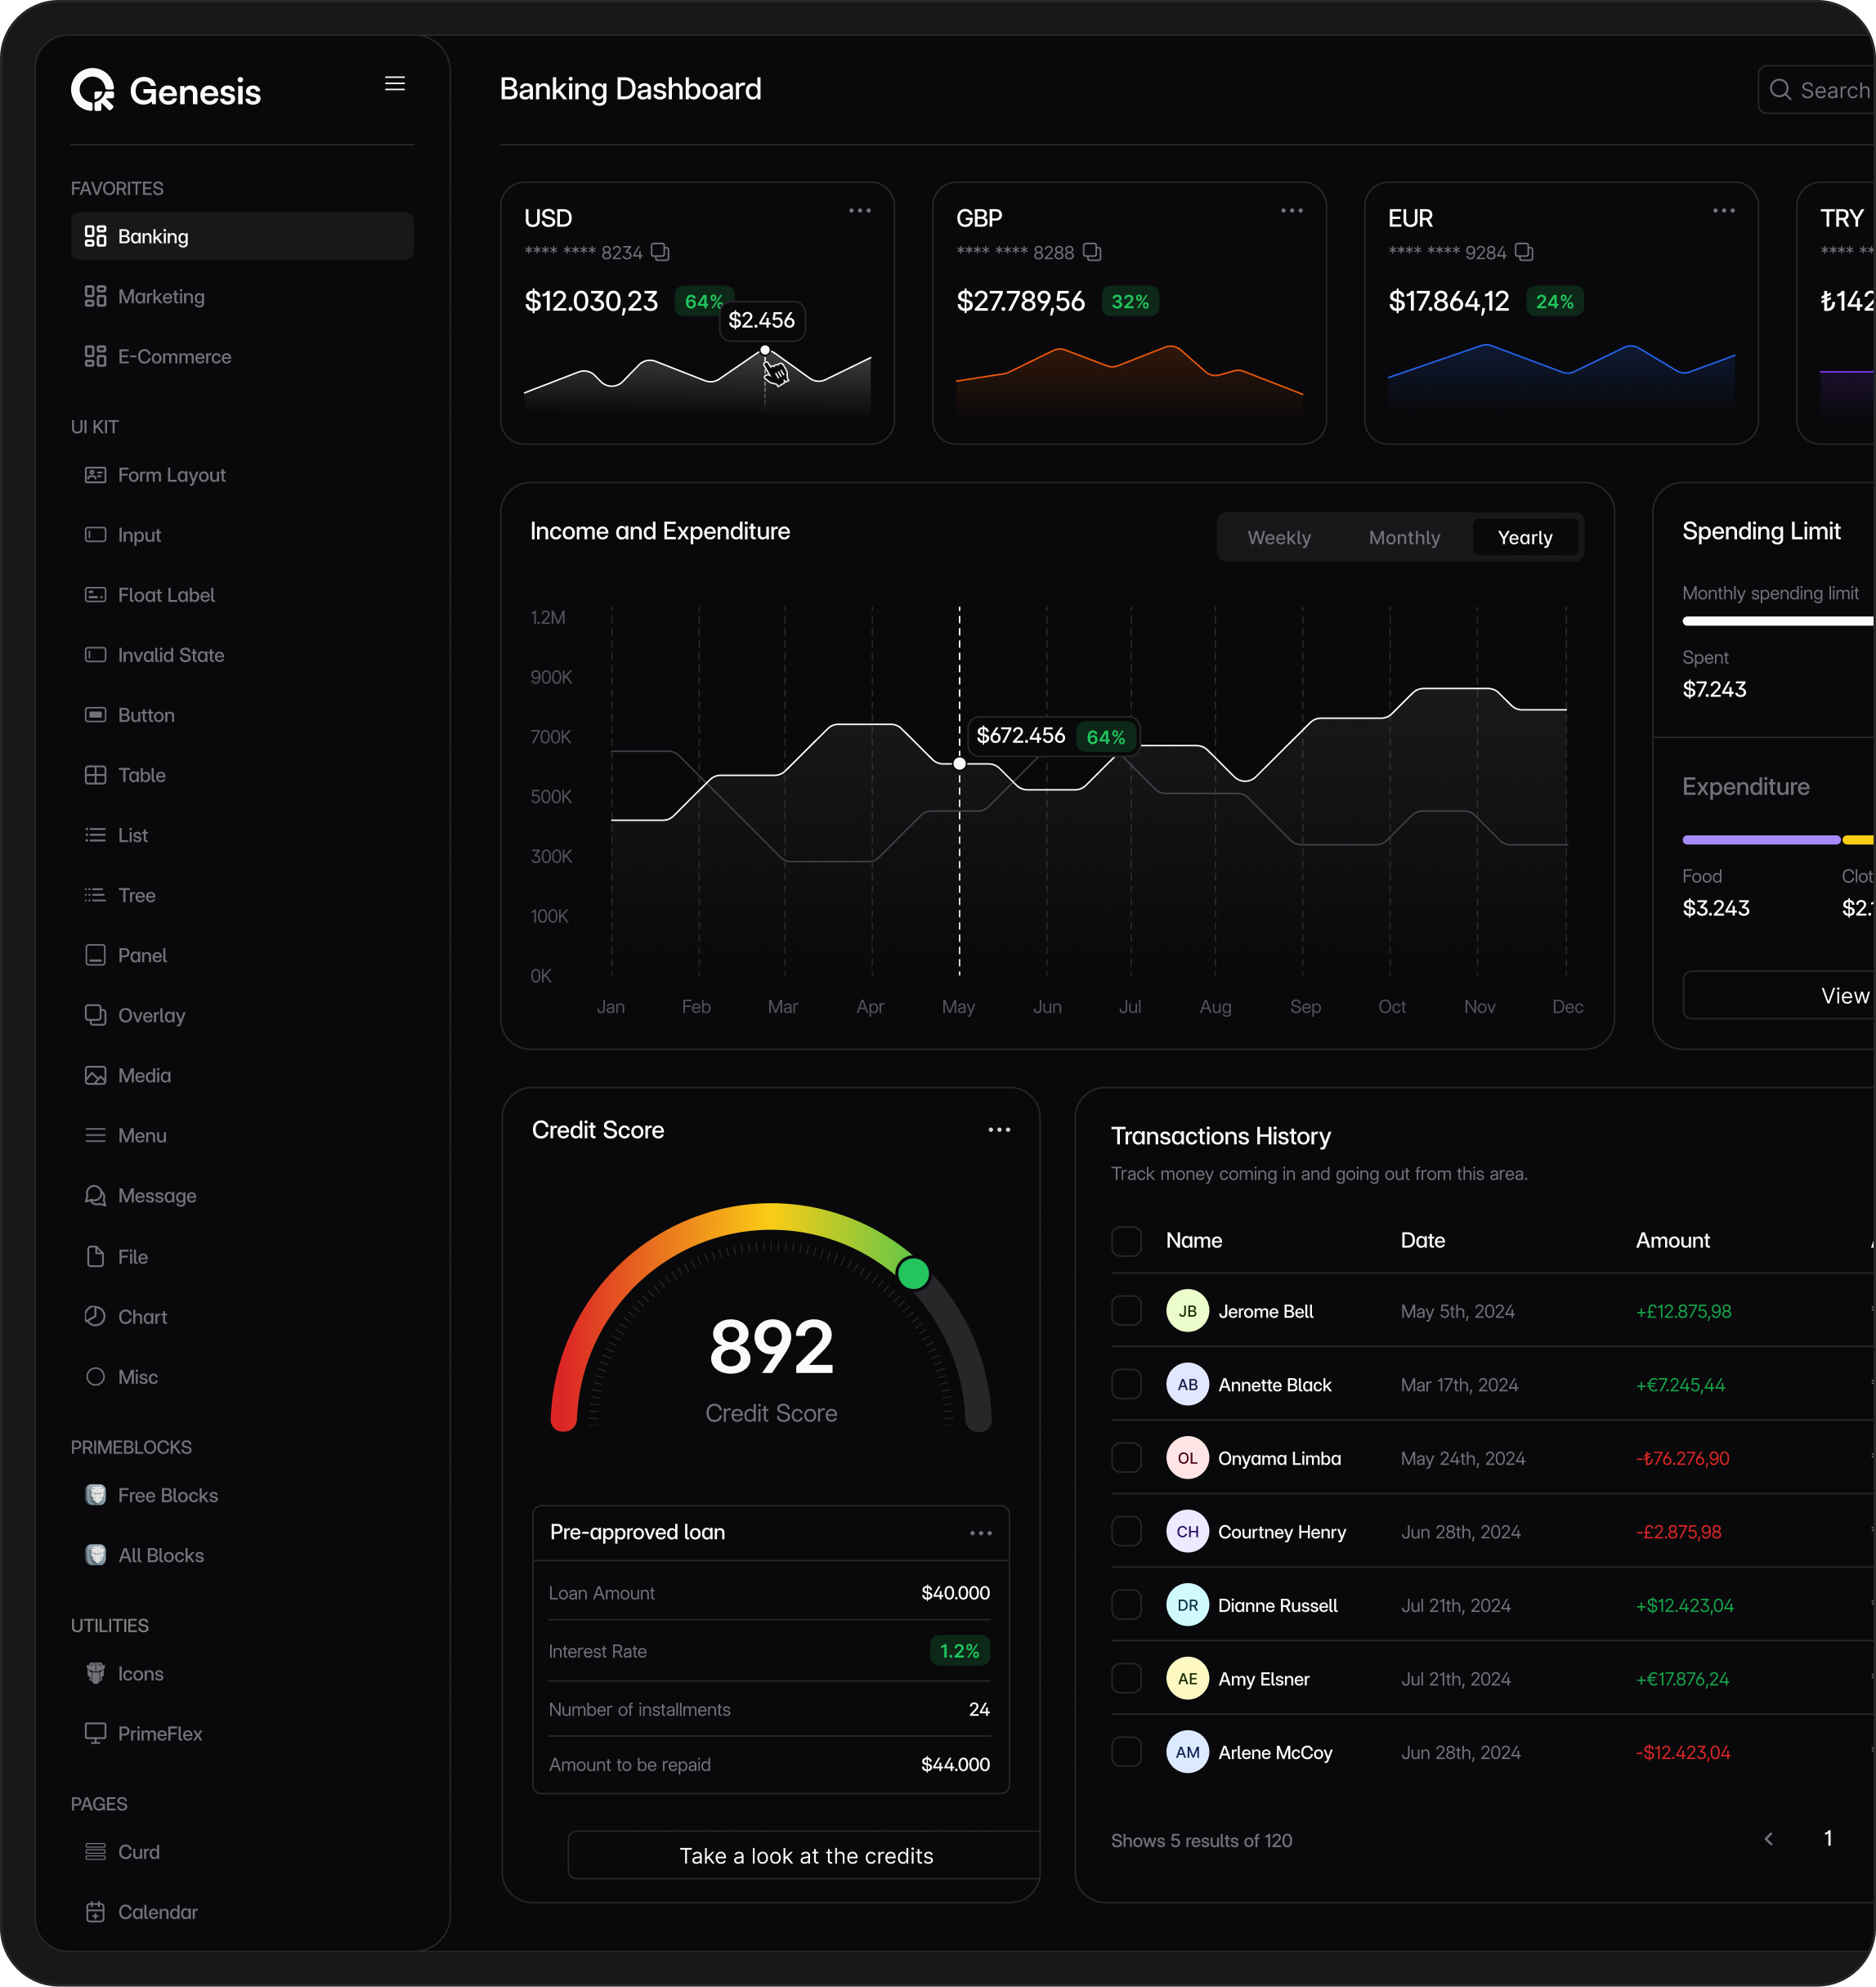 Genesis
FAVORITES
Banking
Marketing
E-Commerce
UI KIT
Form Layout
Input
Float Label
Invalid State
Button
Table
List
Tree
Panel
Overlay
Media
Menu
Message
File
Chart
Misc
PRIMEBLOCKS
Free Blocks
All Blocks
UTILITIES
Icons
PrimeFlex
PAGES
Curd
Calendar
Banking Dashboard
Search
USD
**** **** 8234
$12.030,23 64%
$2.456
GBP
**** **** 8288
$27.789,56 32%
EUR
**** **** 9284
$17.864,12 24%
TRY
**** **
₺142
Income and Expenditure
Weekly Monthly Yearly
1.2M
900K
700K
500K
300K
100K
0K
$672.456 64%
Jan Feb Mar Apr May Jun Jul Aug Sep Oct Nov Dec
Spending Limit
Monthly spending limit
Spent
$7.243
Expenditure
Food Clot
$3.243 $2.
View
Credit Score
892
Credit Score
Pre-approved loan
Loan Amount $40.000
Interest Rate 1.2%
Number of installments 24
Amount to be repaid $44.000
Take a look at the credits
Transactions History
Track money coming in and going out from this area.
Name Date Amount
JB Jerome Bell May 5th, 2024 +£12.875,98
AB Annette Black Mar 17th, 2024 +€7.245,44
OL Onyama Limba May 24th, 2024 -₺76.276,90
CH Courtney Henry Jun 28th, 2024 -£2.875,98
DR Dianne Russell Jul 21th, 2024 +$12.423,04
AE Amy Elsner Jul 21th, 2024 +€17.876,24
AM Arlene McCoy Jun 28th, 2024 -$12.423,04
Shows 5 results of 120
1